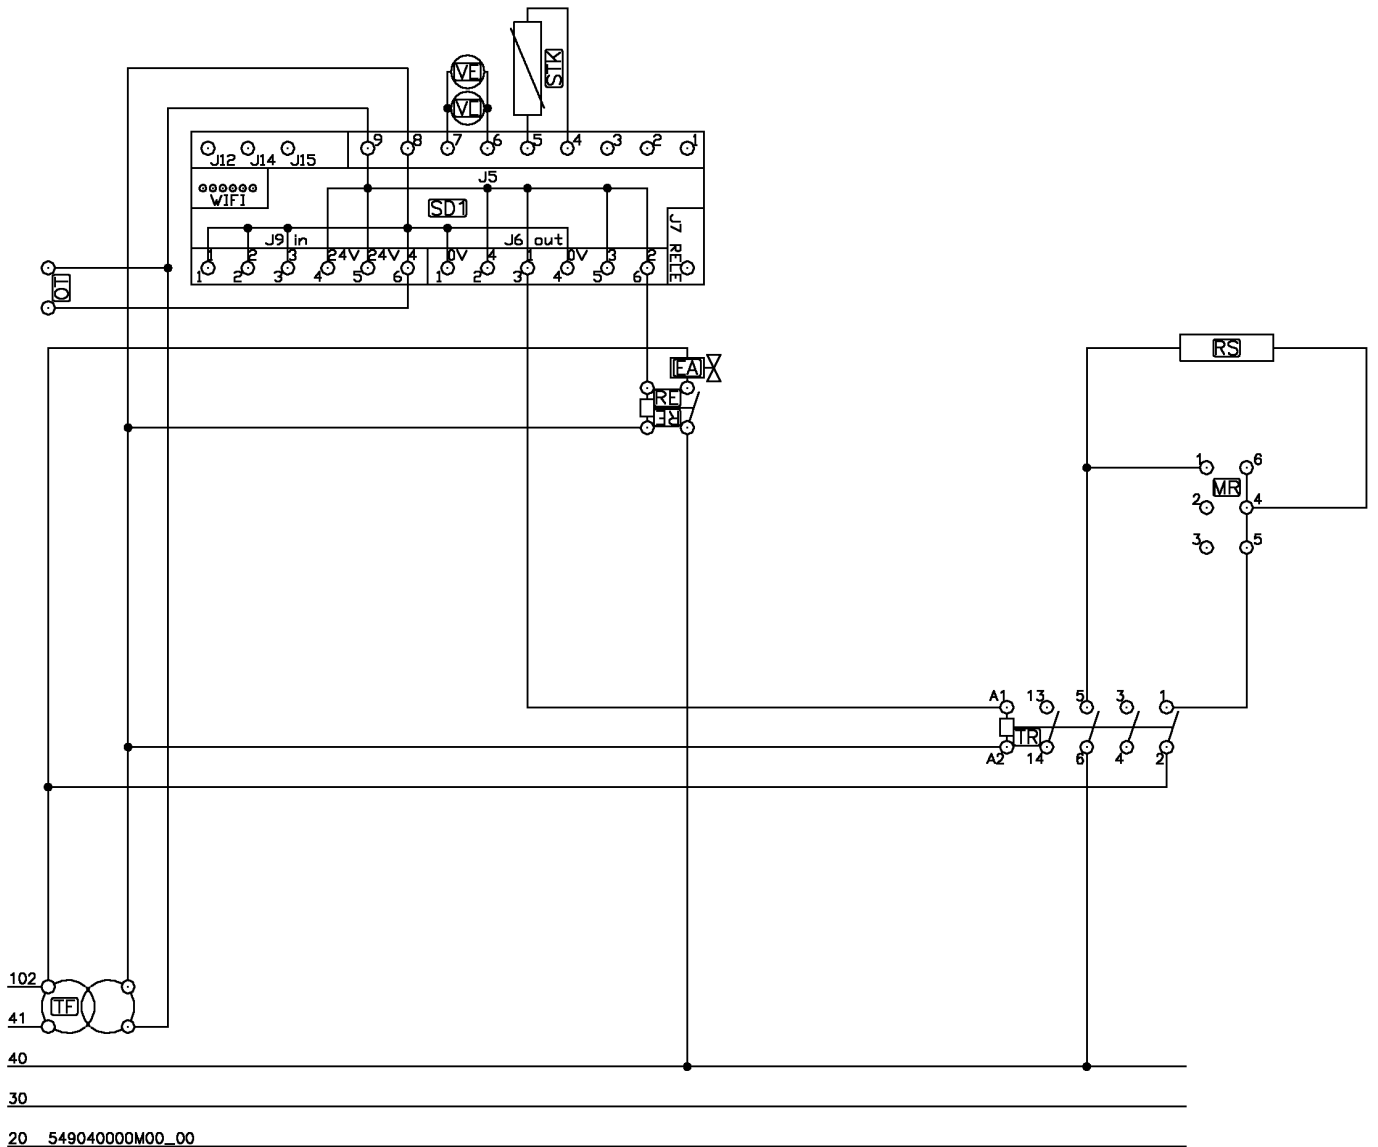 STK
VE
VE
9 8 7 6 5 4 3 2 1
J12 J14 J15
J5
WIFI
SD1
J7 RELE
J9 in
J6 out
1 2 3 24V 24V 4 0V 4 1 0V 3 2
1 2 3 4 5 6 1 2 3 4 5 6
OT
RS
EA
RE
RE
1 6
MR
2 4
3 5
A1 13 5 3 1
TR
A2 14 6 4 2
102
TF
41
40
30
20 549040000M00_00